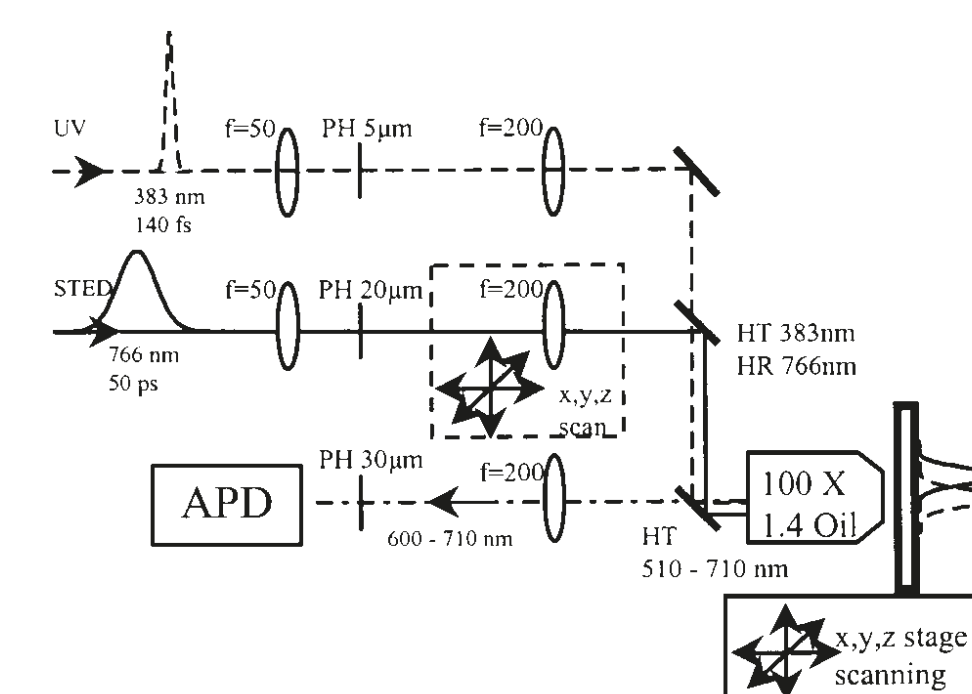 UV
f=50
PH 5µm
f=200
383 nm
140 fs
STED
f=50
PH 20µm
f=200
766 nm
50 ps
HT 383nm
HR 766nm
x,y,z
scan
PH 30µm
f=200
APD
600 - 710 nm
100 X
1.4 Oil
HT
510 - 710 nm
x,y,z stage
scanning